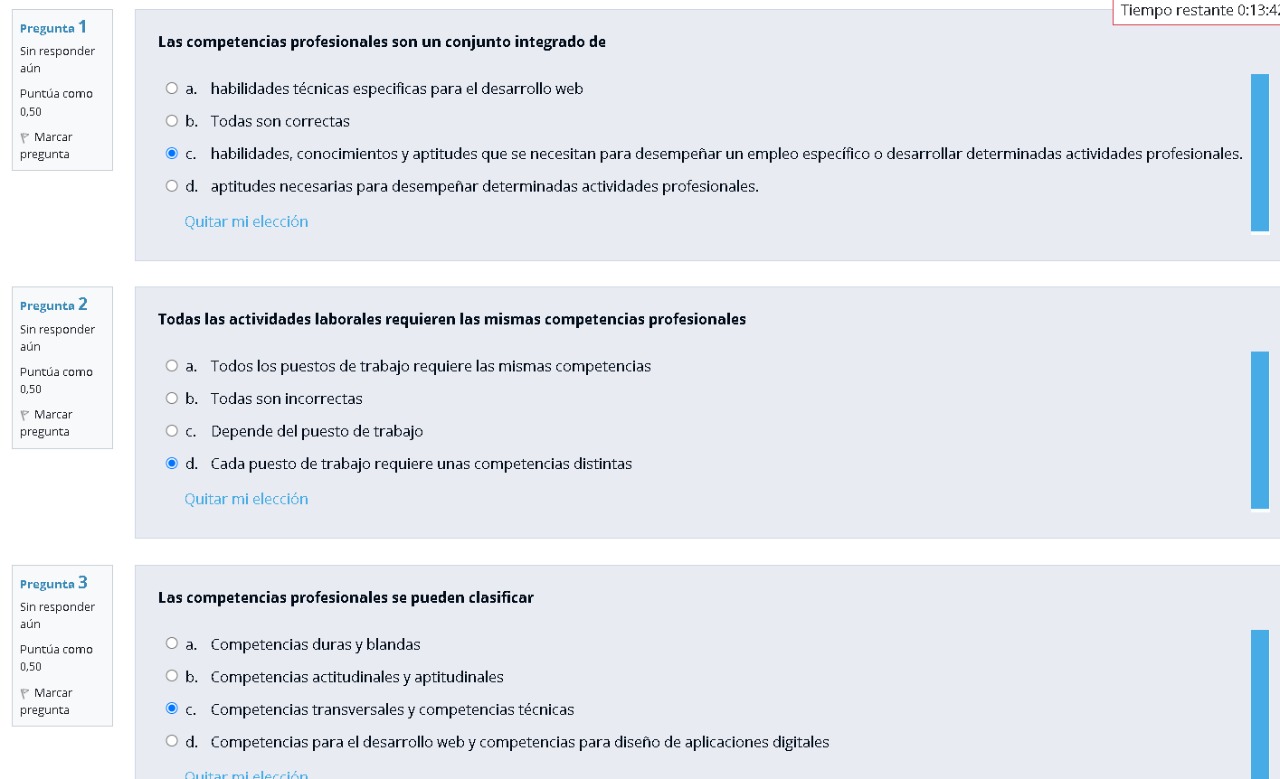 Tiempo restante 0:13:42
Pregunta 1
Sin responder
aún
Puntúa como
0,50
Marcar
pregunta
Las competencias profesionales son un conjunto integrado de
a. habilidades técnicas especificas para el desarrollo web
b. Todas son correctas
c. habilidades, conocimientos y aptitudes que se necesitan para desempeñar un empleo específico o desarrollar determinadas actividades profesionales.
d. aptitudes necesarias para desempeñar determinadas actividades profesionales.
Quitar mi elección
Pregunta 2
Sin responder
aún
Puntúa como
0,50
Marcar
pregunta
Todas las actividades laborales requieren las mismas competencias profesionales
a. Todos los puestos de trabajo requiere las mismas competencias
b. Todas son incorrectas
c. Depende del puesto de trabajo
d. Cada puesto de trabajo requiere unas competencias distintas
Quitar mi elección
Pregunta 3
Sin responder
aún
Puntúa como
0,50
Marcar
pregunta
Las competencias profesionales se pueden clasificar
a. Competencias duras y blandas
b. Competencias actitudinales y aptitudinales
c. Competencias transversales y competencias técnicas
d. Competencias para el desarrollo web y competencias para diseño de aplicaciones digitales
Quitar mi elección